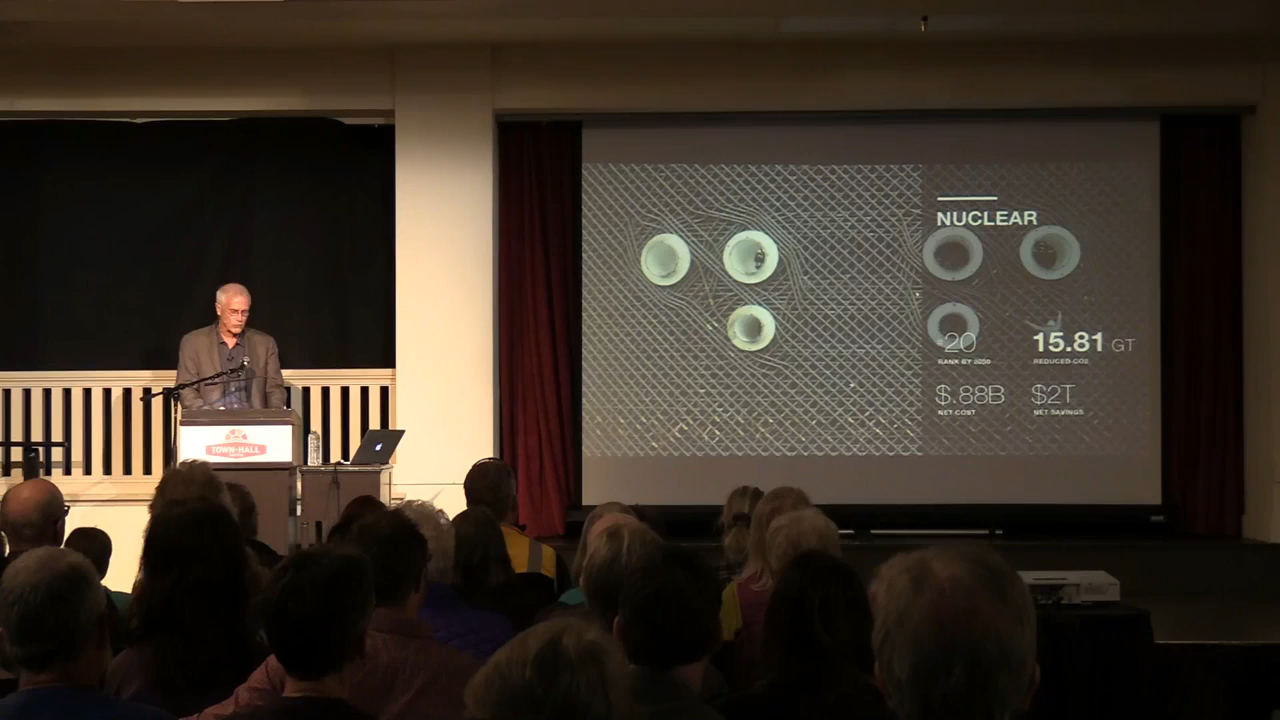 TOWN HALL
NUCLEAR
#20
15.81 GT
RANK BY 2050
REDUCED CO2
$.88B
$2T
NET COST
NET SAVINGS